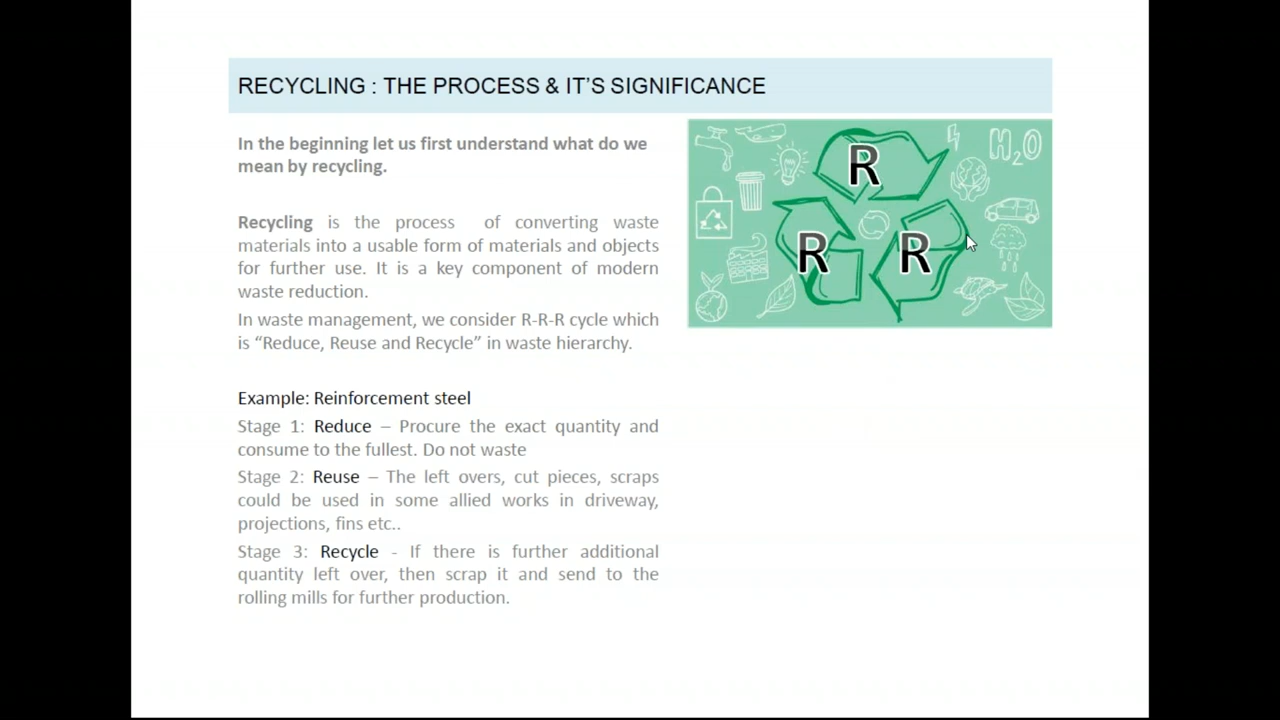 RECYCLING : THE PROCESS & IT'S SIGNIFICANCE
In the beginning let us first understand what do we
mean by recycling.
Recycling is the process of converting waste
materials into a usable form of materials and objects
for further use. It is a key component of modern
waste reduction.
In waste management, we consider R-R-R cycle which
is “Reduce, Reuse and Recycle” in waste hierarchy.
Example: Reinforcement steel
Stage 1: Reduce – Procure the exact quantity and
consume to the fullest. Do not waste
Stage 2: Reuse – The left overs, cut pieces, scraps
could be used in some allied works in driveway,
projections, fins etc..
Stage 3: Recycle - If there is further additional
quantity left over, then scrap it and send to the
rolling mills for further production.
R
H2O
R
R